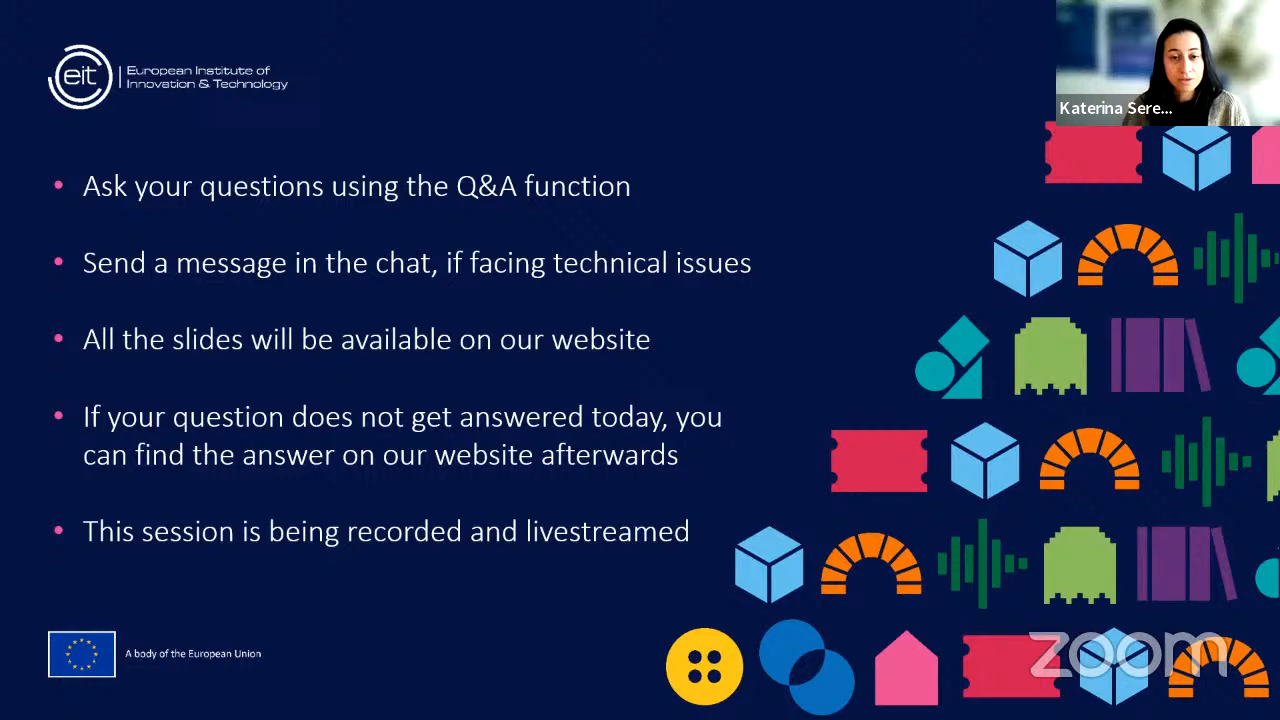 eit
European Institute of
Innovation & Technology
Katerina Sere...
• Ask your questions using the Q&A function
• Send a message in the chat, if facing technical issues
• All the slides will be available on our website
• If your question does not get answered today, you
can find the answer on our website afterwards
• This session is being recorded and livestreamed
A body of the European Union
zoom